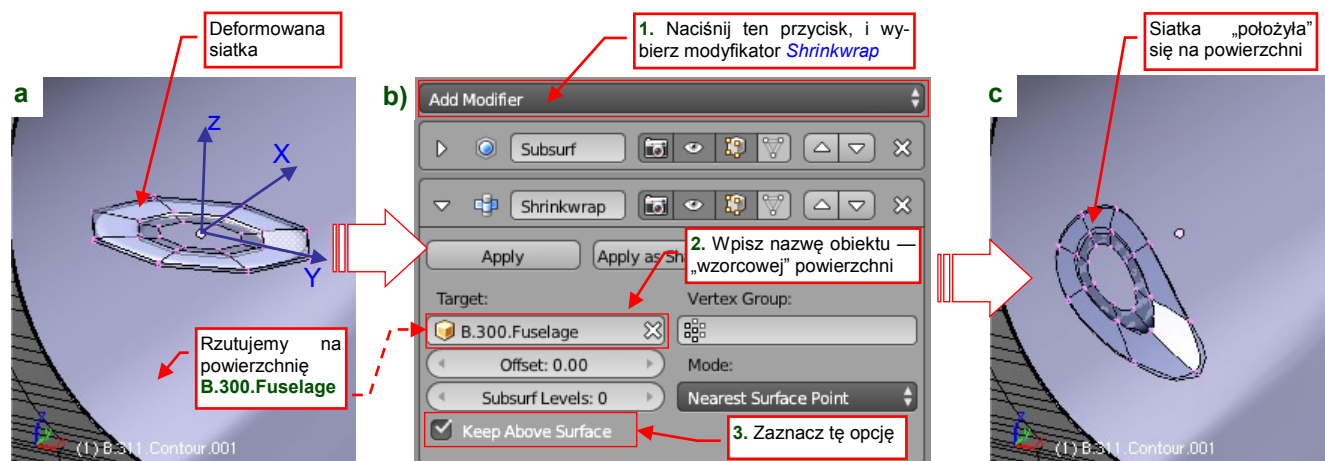 Deformowana
siatka
1. Naciśnij ten przycisk, i wy-
bierz modyfikator Shrinkwrap
Siatka „położyła”
się na powierzchni
a
b)
c
Add Modifier
Subsurf
Shrinkwrap
Z
X
Y
2. Wpisz nazwę obiektu —
„wzorcowej” powierzchni
Apply
Apply as Sh
Target:
Vertex Group:
B.300.Fuselage
Rzutujemy na
powierzchnię
B.300.Fuselage
Offset: 0.00
Mode:
Subsurf Levels: 0
Nearest Surface Point
Keep Above Surface
3. Zaznacz tę opcję
(1) B.311.Contour.001
(1) B.311.Contour.001